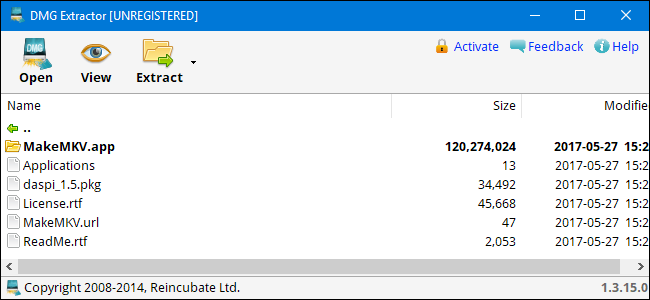 DMG Extractor [UNREGISTERED]
DMG
Open View Extract Activate Feedback Help
Name Size Modifie
..
MakeMKV.app 120,274,024 2017-05-27 15:2
Applications 13 2017-05-27 15:2
daspi_1.5.pkg 34,492 2017-05-27 15:2
License.rtf 45,668 2017-05-27 15:2
MakeMKV.url 47 2017-05-27 15:2
ReadMe.rtf 2,053 2017-05-27 15:2
Copyright 2008-2014, Reincubate Ltd. 1.3.15.0